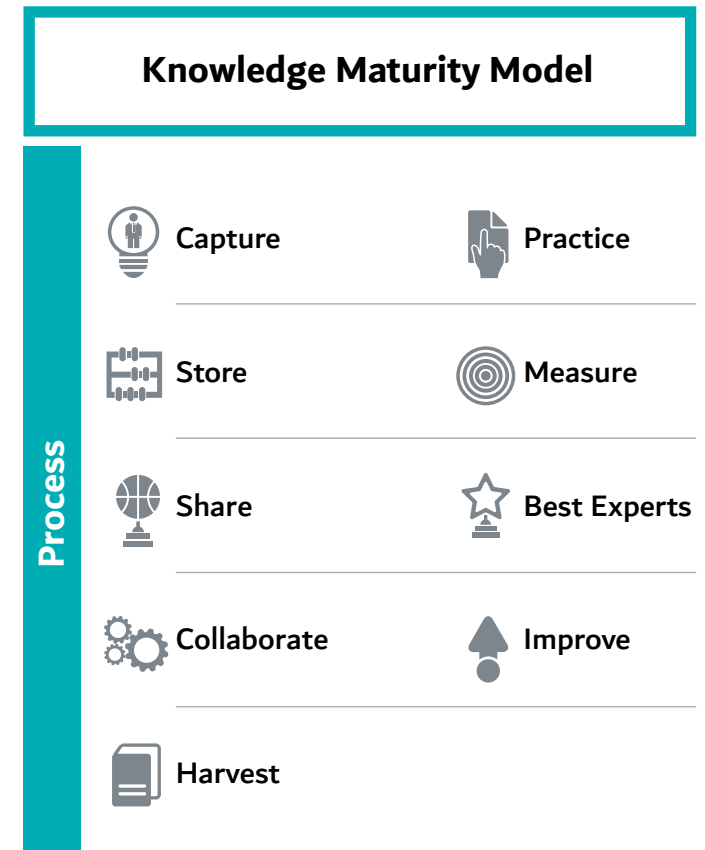 Knowledge Maturity Model
Process
Capture
Practice
Store
Measure
Share
Best Experts
Collaborate
Improve
Harvest